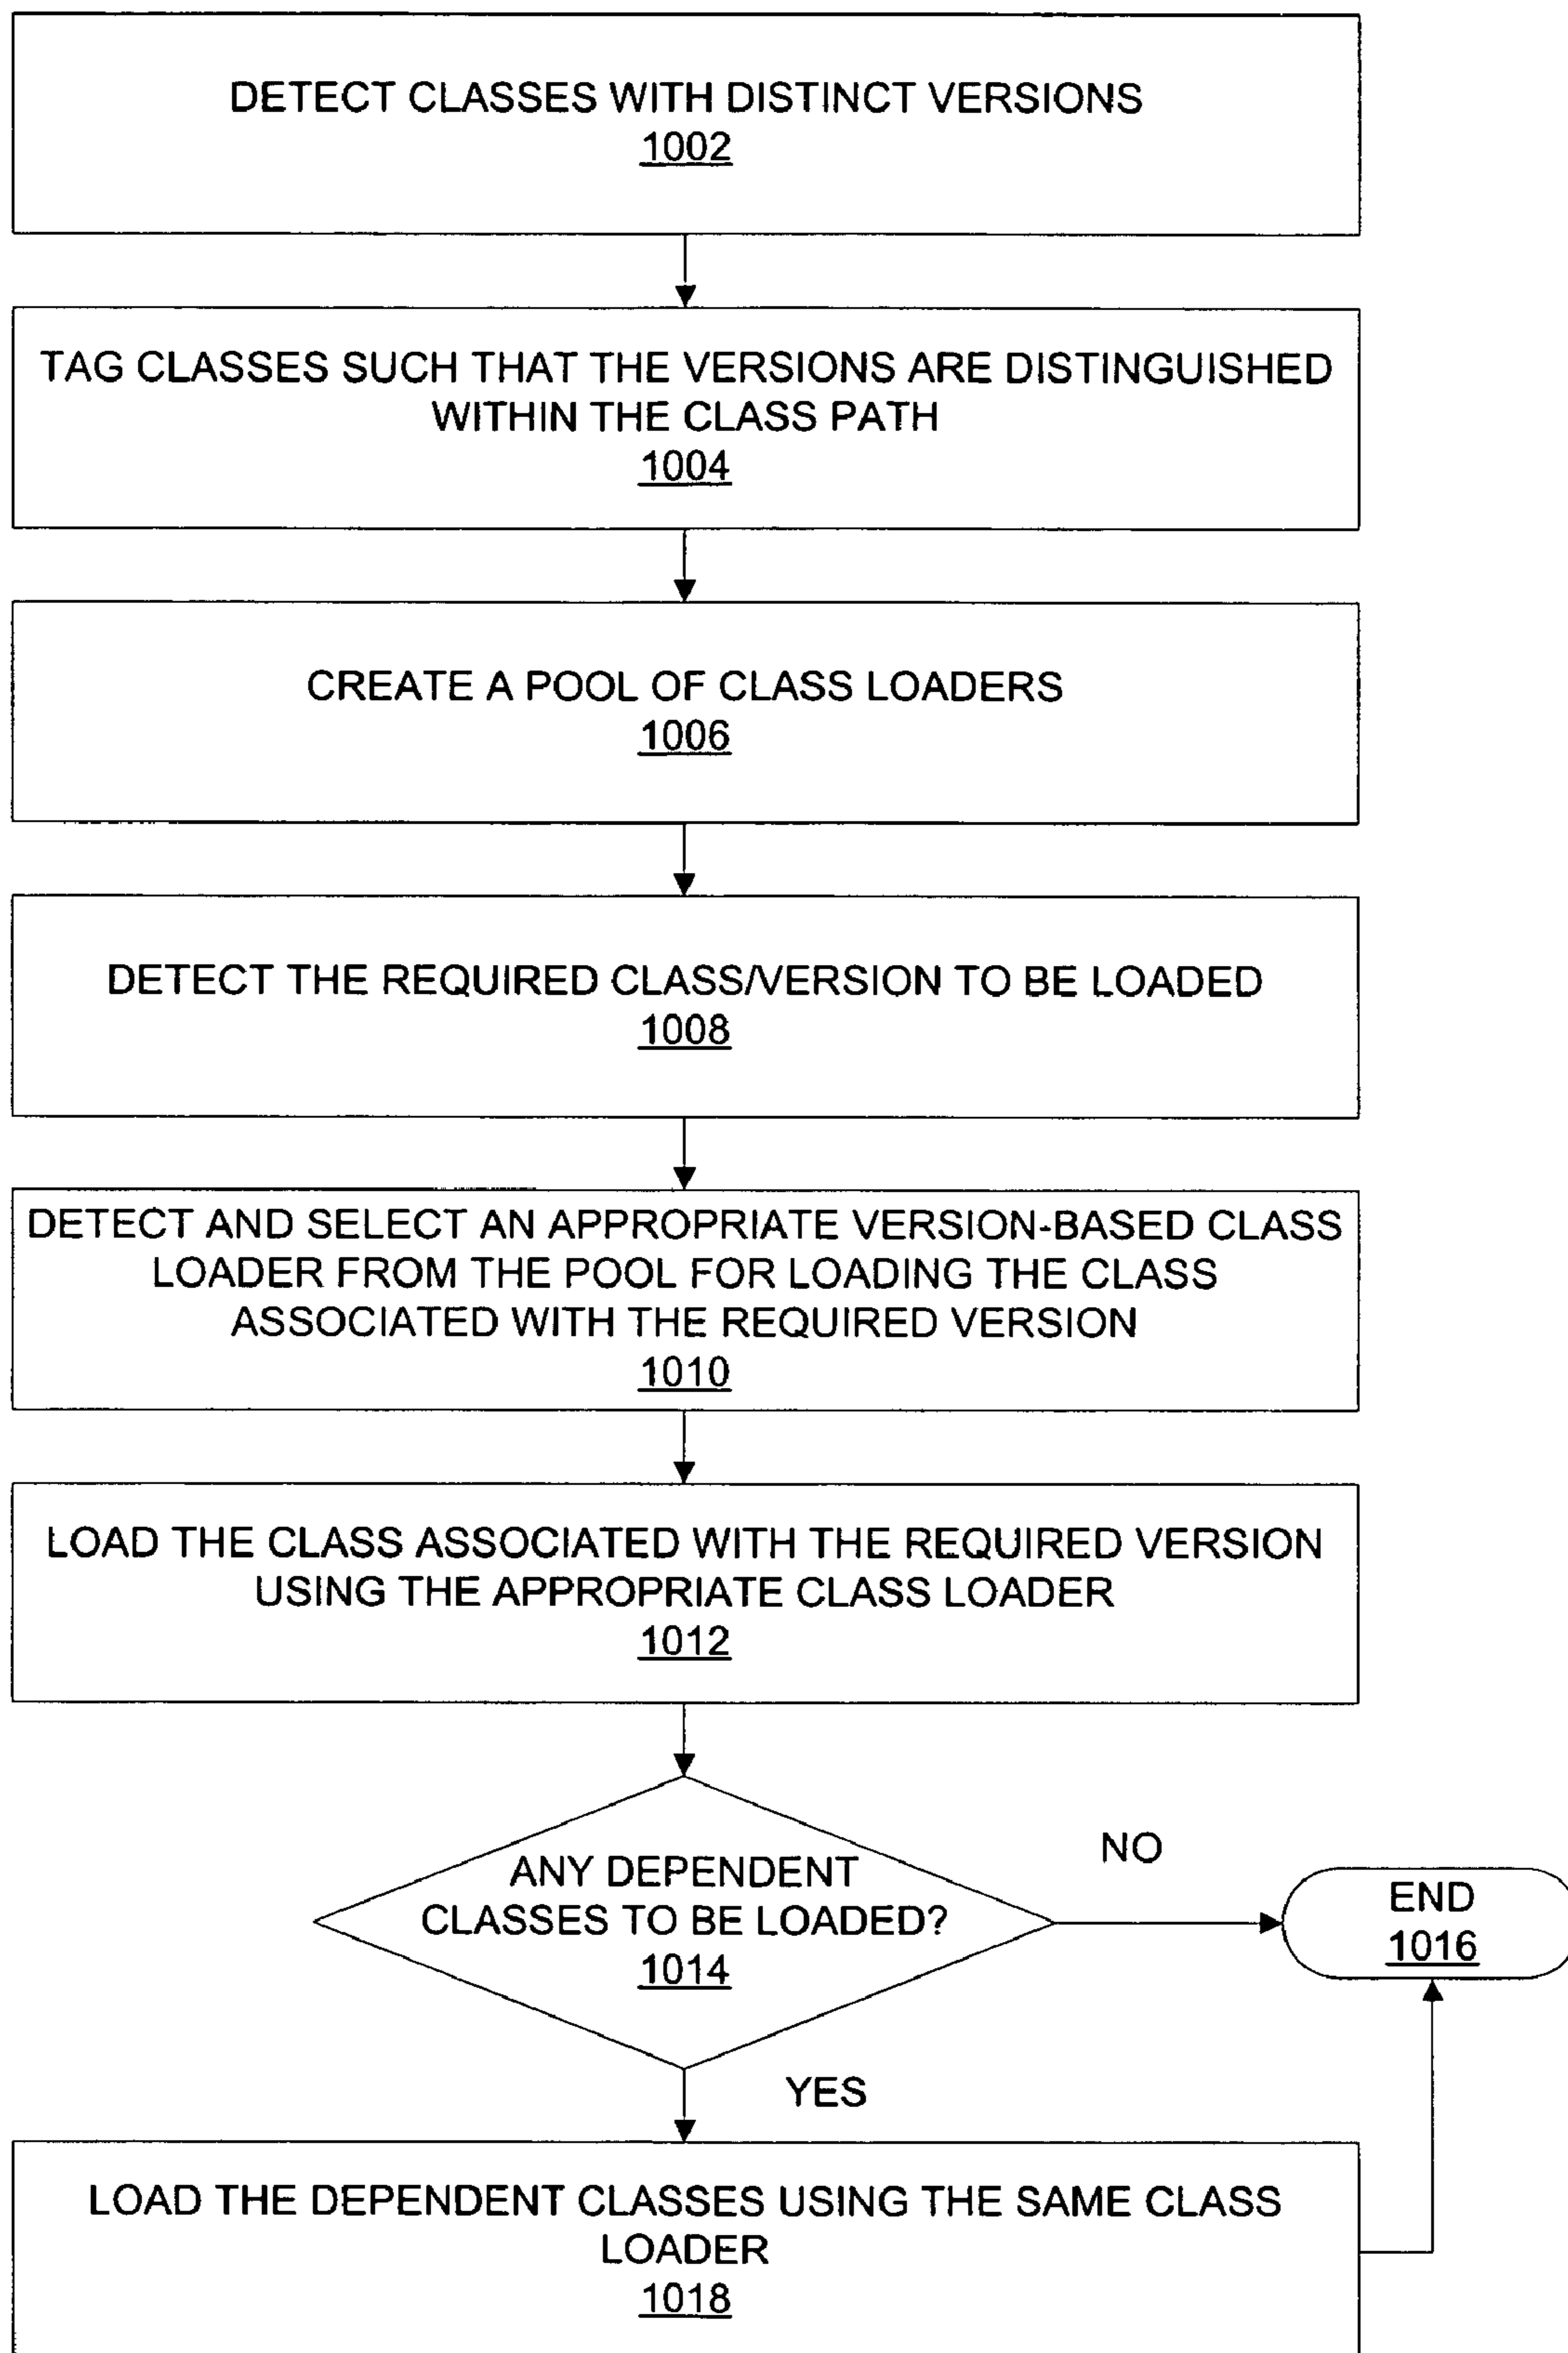 DETECT CLASSES WITH DISTINCT VERSIONS
1002
TAG CLASSES SUCH THAT THE VERSIONS ARE DISTINGUISHED
WITHIN THE CLASS PATH
1004
CREATE A POOL OF CLASS LOADERS
1006
DETECT THE REQUIRED CLASS/VERSION TO BE LOADED
1008
DETECT AND SELECT AN APPROPRIATE VERSION-BASED CLASS
LOADER FROM THE POOL FOR LOADING THE CLASS
ASSOCIATED WITH THE REQUIRED VERSION
1010
LOAD THE CLASS ASSOCIATED WITH THE REQUIRED VERSION
USING THE APPROPRIATE CLASS LOADER
1012
ANY DEPENDENT
CLASSES TO BE LOADED?
1014
NO
END
1016
YES
LOAD THE DEPENDENT CLASSES USING THE SAME CLASS
LOADER
1018